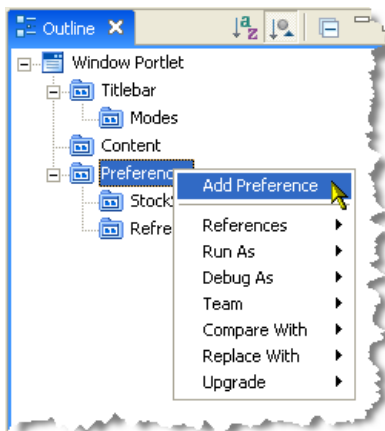 Outline
Window Portlet
Titlebar
Modes
Content
Add Preference
References
Run As
Debug As
Team
Compare With
Replace With
Upgrade